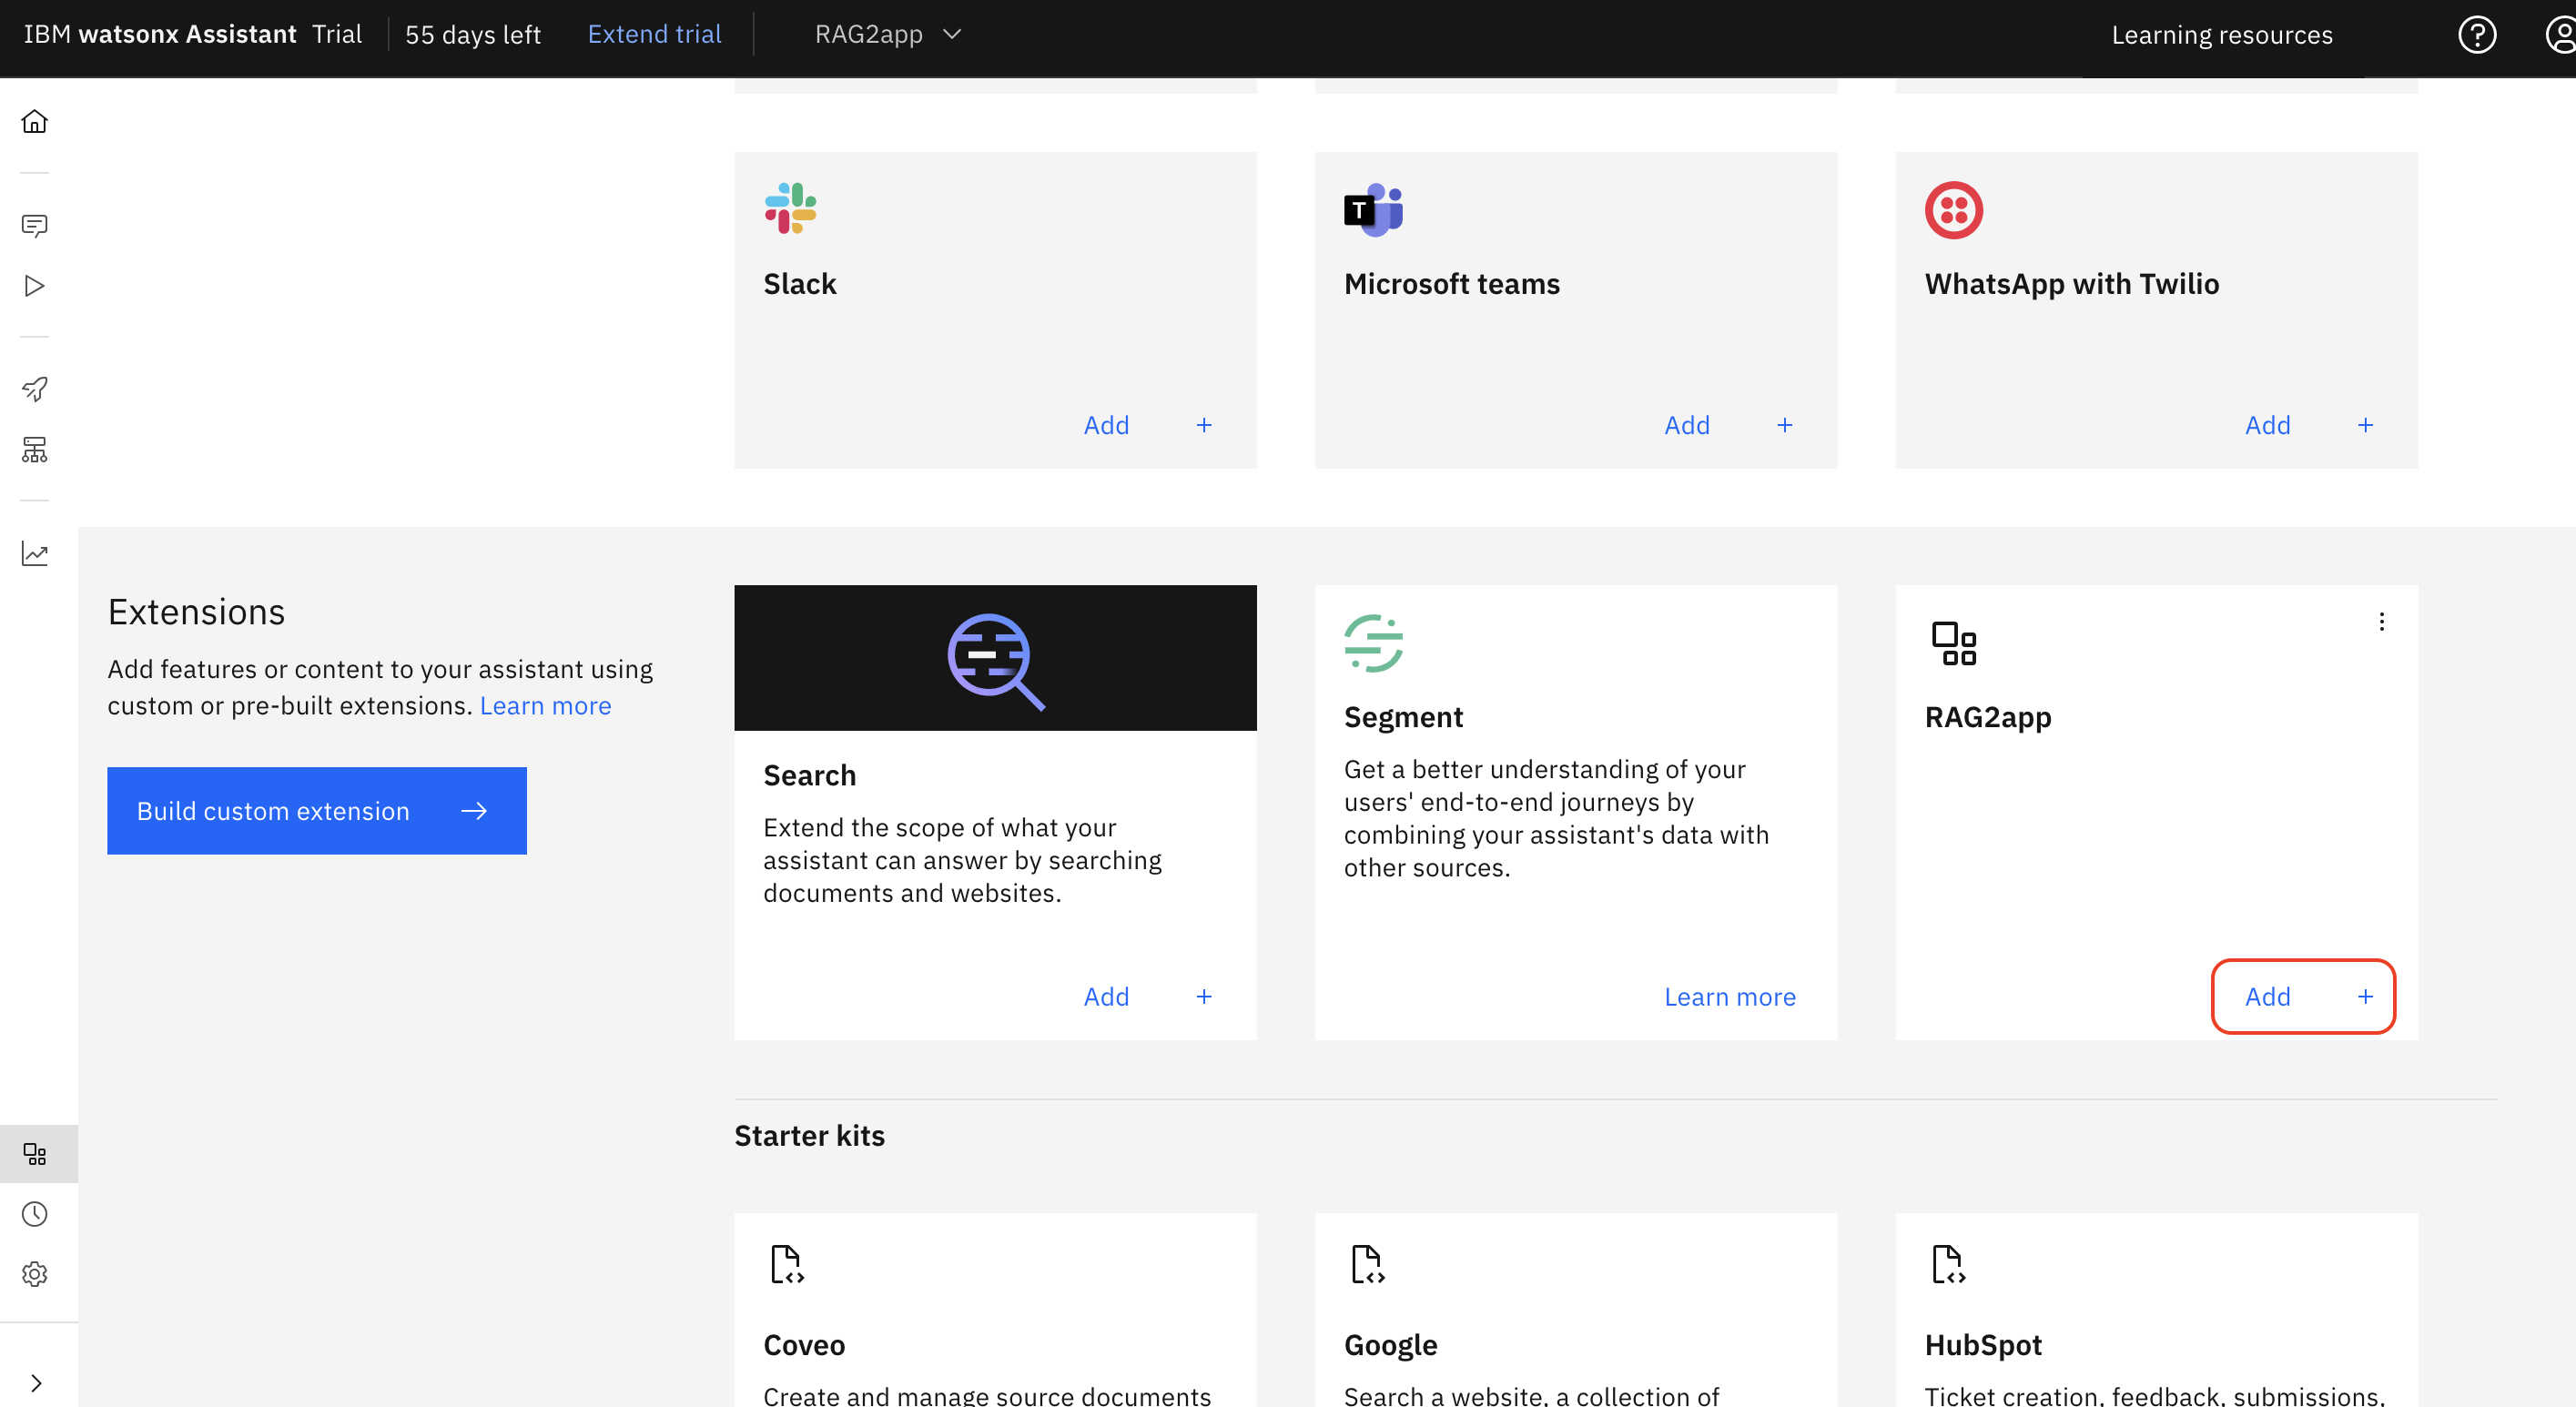 IBM watsonx Assistant Trial
55 days left
Extend trial
RAG2app
Learning resources
Slack
Add +
T
Microsoft teams
Add +
WhatsApp with Twilio
Add +
Extensions
Add features or content to your assistant using
custom or pre-built extensions. Learn more
Build custom extension
Search
Extend the scope of what your
assistant can answer by searching
documents and websites.
Add +
Segment
Get a better understanding of your
users' end-to-end journeys by
combining your assistant's data with
other sources.
Learn more
RAG2app
Add +
Starter kits
Coveo
Create and manage source documents
Google
Search a website, a collection of
HubSpot
Ticket creation, feedback, submissions,